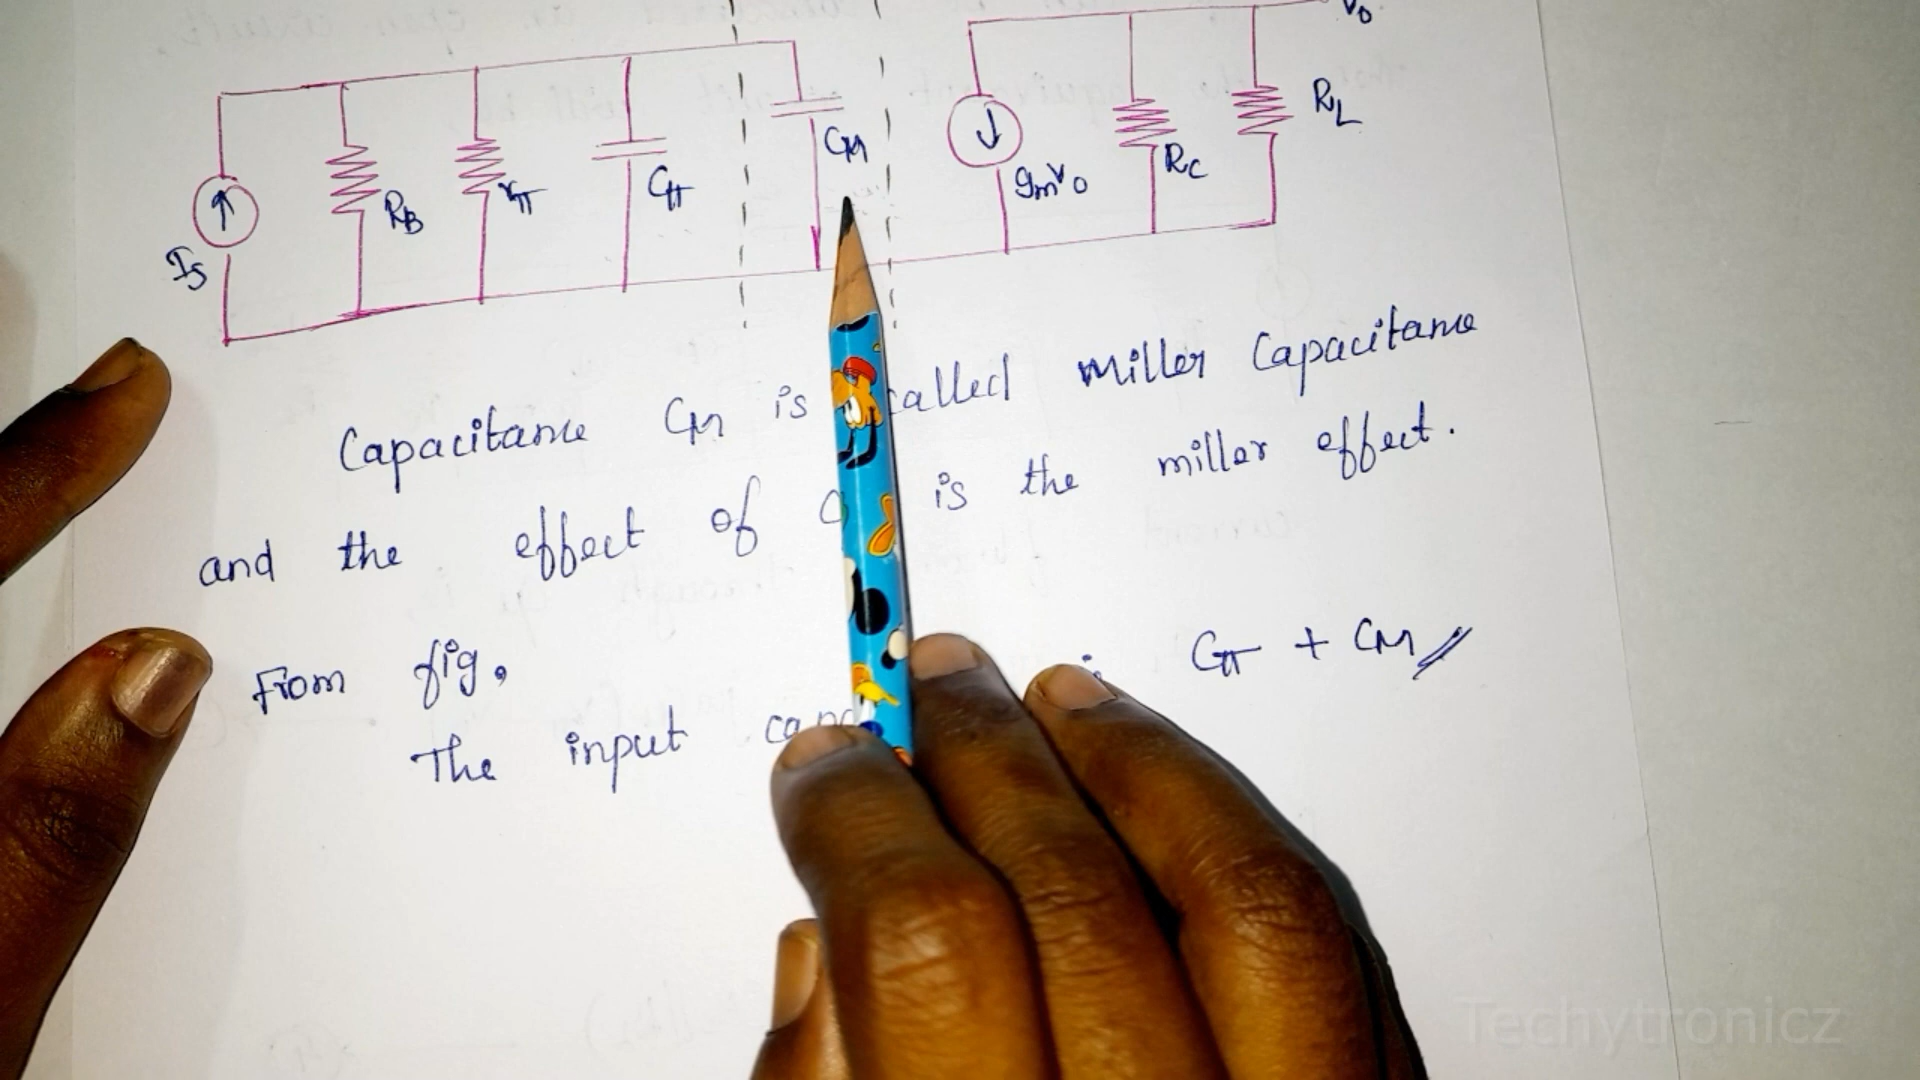 Vo
CM
RL
gmVo
RC
Cπ
rπ
RB
IS
Capacitance CM is called Miller Capacitance
and the effect of is the miller effect.
From fig,
The input Cπ + CM
Techytronicz